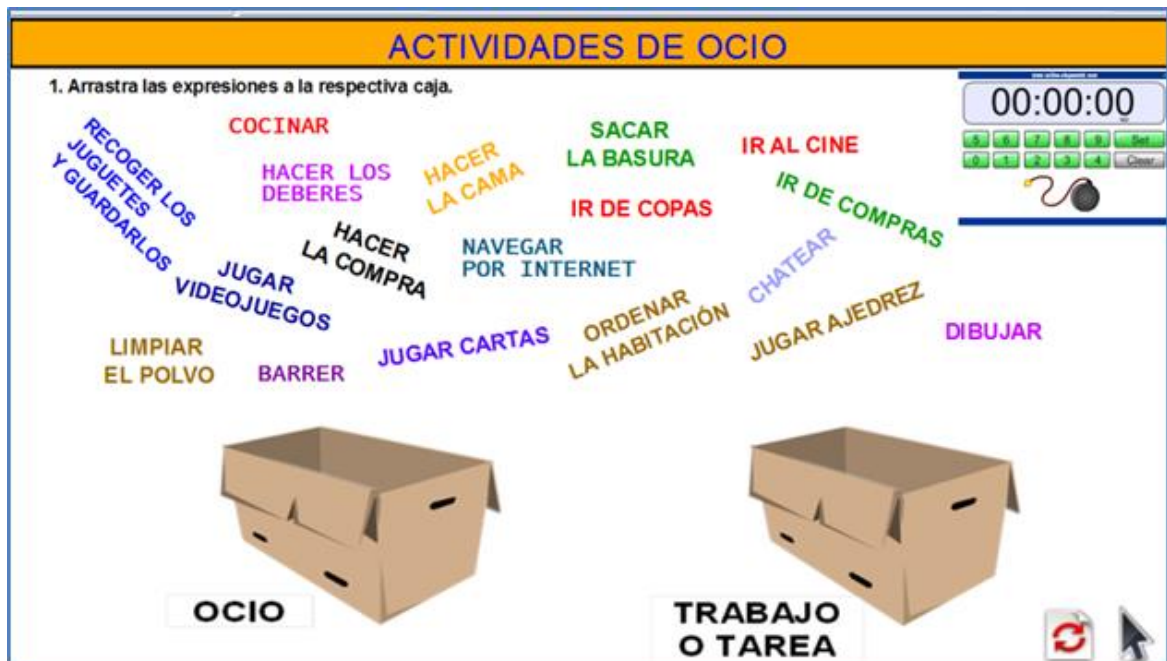 ACTIVIDADES DE OCIO
1. Arrastra las expresiones a la respectiva caja.
00:00:00
5 6 7 8 9 Set
0 1 2 3 4 Clear
RECOGER LOS
JUGUETES
Y GUARDARLOS
COCINAR
HACER LOS
DEBERES
HACER
LA CAMA
SACAR
LA BASURA
IR AL CINE
IR DE COPAS
IR DE COMPRAS
HACER
LA COMPRA
NAVEGAR
POR INTERNET
CHATEAR
JUGAR
VIDEOJUEGOS
LIMPIAR
EL POLVO
BARRER
JUGAR CARTAS
ORDENAR
LA HABITACIÓN
JUGAR AJEDREZ
DIBUJAR
OCIO
TRABAJO
O TAREA